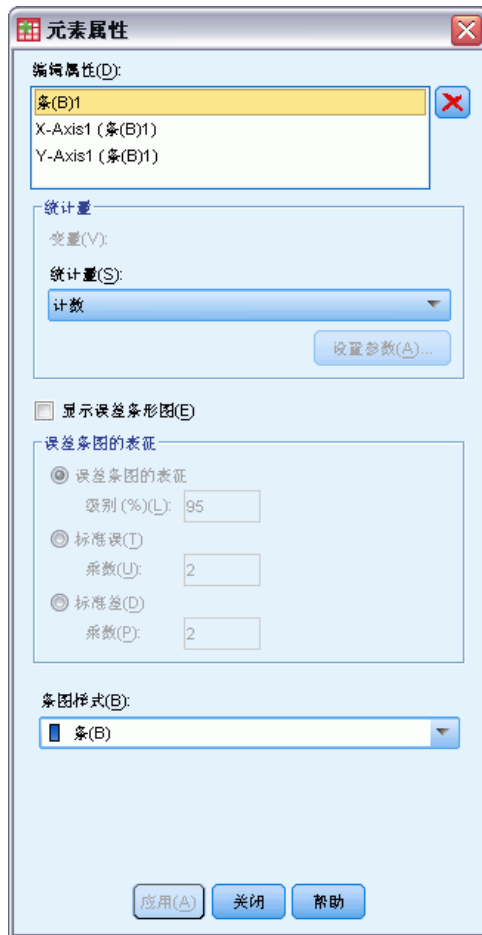 元素属性
编辑属性(D):
条(B)1
X-Axis1 (条(B)1)
Y-Axis1 (条(B)1)
统计量
变量(V):
统计量(S):
计数
设置参数(A)...
显示误差条形图(E)
误差条图的表征
误差条图的表征
级别(%)(L): 95
标准误(T)
乘数(U): 2
标准差(D)
乘数(P): 2
条图样式(B):
条(B)
应用(A) 关闭 帮助